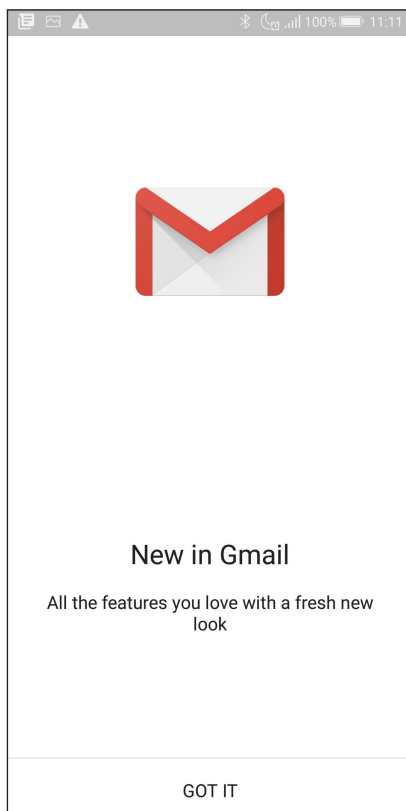 100% 11:11
New in Gmail
All the features you love with a fresh new
look
GOT IT